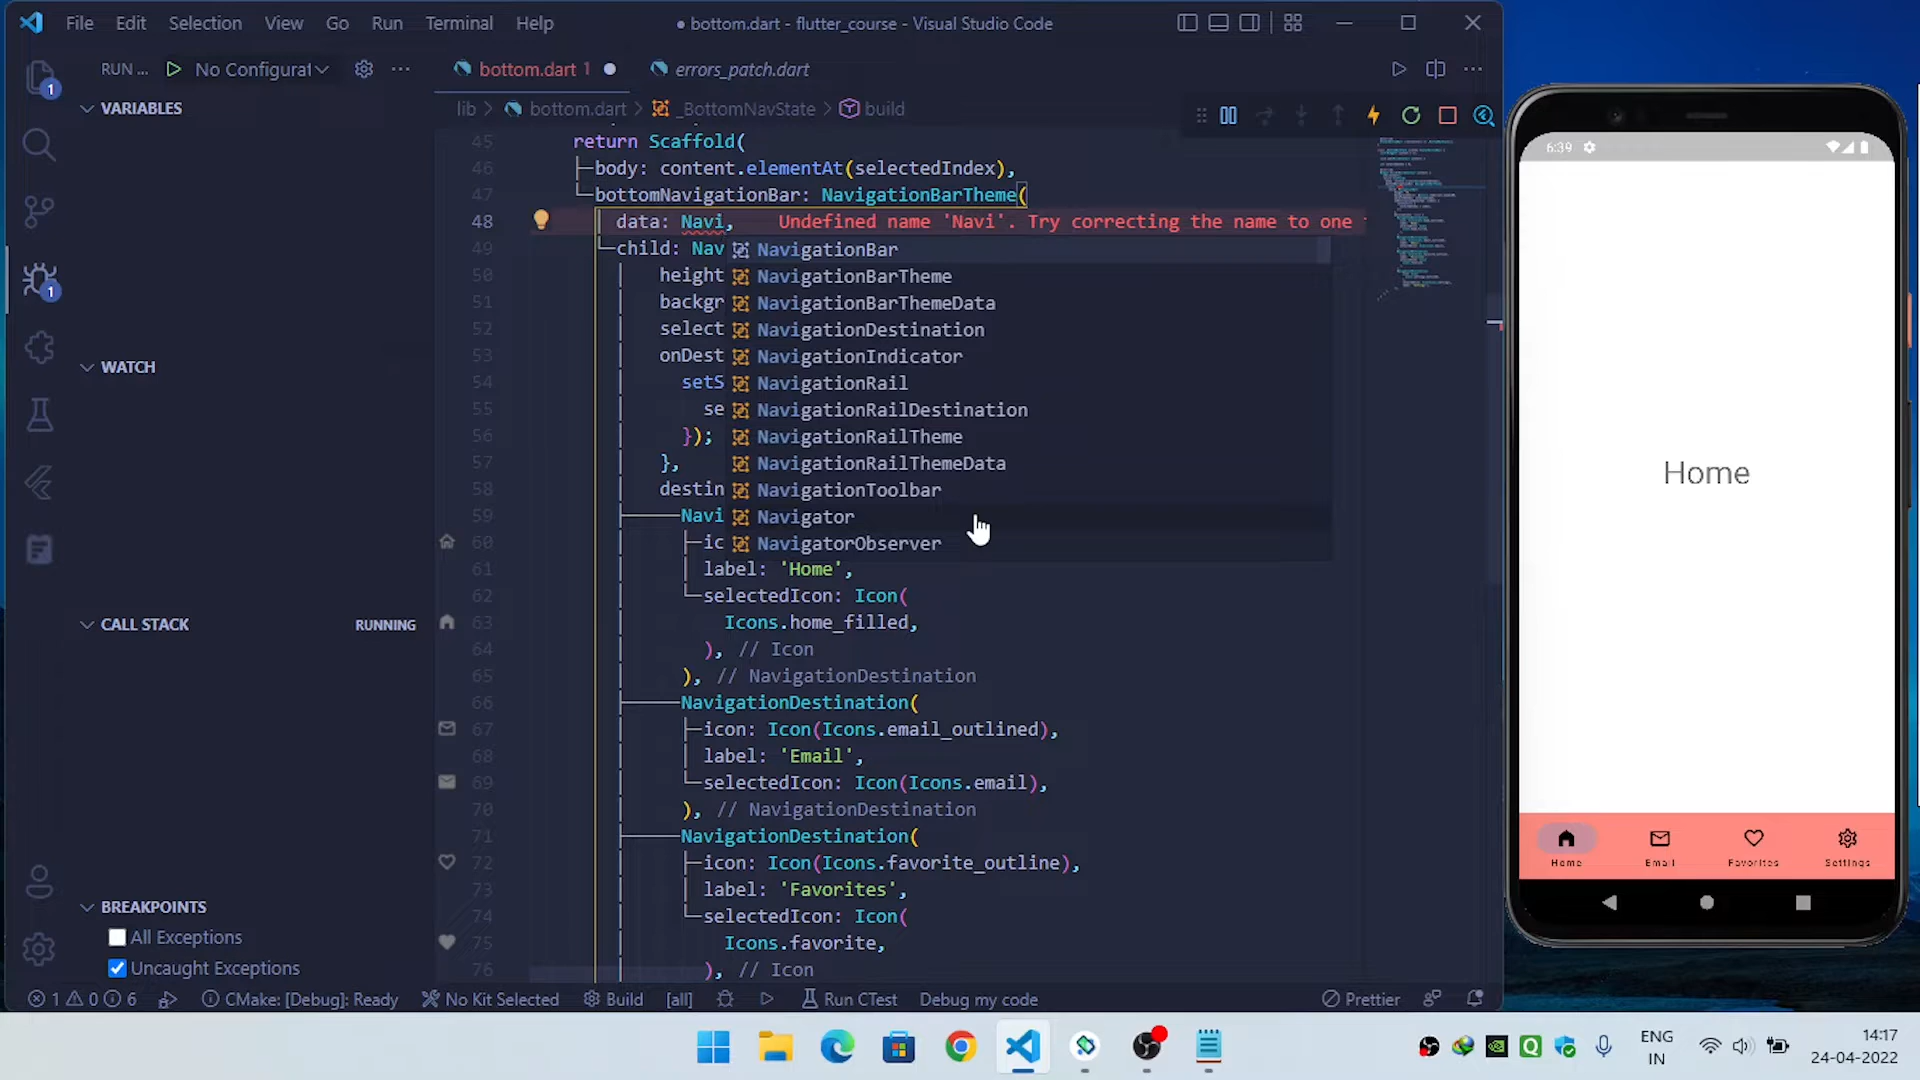 File Edit Selection View Go Run Terminal Help
● bottom.dart - flutter_course - Visual Studio Code
RUN ... No Configurat
bottom.dart 1 ●
errors_patch.dart
lib > bottom.dart > _BottomNavState > build
VARIABLES
WATCH
CALL STACK RUNNING
BREAKPOINTS
All Exceptions
Uncaught Exceptions
1
1
45 return Scaffold(
46 body: content.elementAt(selectedIndex),
47 bottomNavigationBar: NavigationBarTheme(
48 data: Navi, Undefined name 'Navi'. Try correcting the name to one
49 child: Nav
50 height
51 backgr
52 select
53 onDest
54 setS
55 se
56 });
57 },
58 destin
59 Navi
60 ic
61 label: 'Home',
62 selectedIcon: Icon(
63 Icons.home_filled,
64 ), // Icon
65 ), // NavigationDestination
66 NavigationDestination(
67 icon: Icon(Icons.email_outlined),
68 label: 'Email',
69 selectedIcon: Icon(Icons.email),
70 ), // NavigationDestination
71 NavigationDestination(
72 icon: Icon(Icons.favorite_outline),
73 label: 'Favorites',
74 selectedIcon: Icon(
75 Icons.favorite,
76 ), // Icon
NavigationBar
NavigationBarTheme
NavigationBarThemeData
NavigationDestination
NavigationIndicator
NavigationRail
NavigationRailDestination
NavigationRailTheme
NavigationRailThemeData
NavigationToolbar
Navigator
NavigatorObserver
6:39
Home
Home Email Favorites Settings
1 0 6 CMake: [Debug]: Ready No Kit Selected Build [all] Run CTest Debug my code Prettier
ENG
IN
14:17
24-04-2022